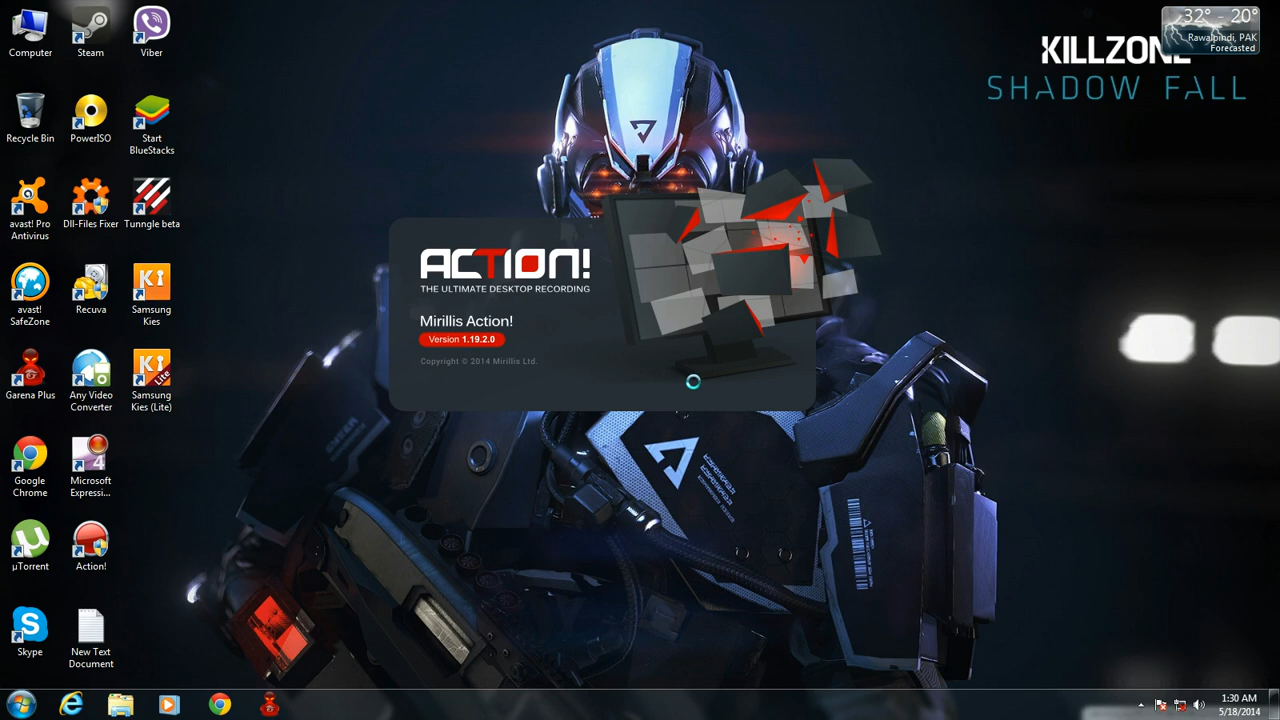 Computer
Steam
Viber
Recycle Bin
PowerISO
Start
BlueStacks
avast! Pro
Antivirus
Dll-Files Fixer
Tunngle beta
avast!
SafeZone
Recuva
Samsung
Kies
Garena Plus
Any Video
Converter
Samsung
Kies (Lite)
Google
Chrome
Microsoft
Expressi...
µTorrent
Action!
Skype
New Text
Document
32° - 20°
Rawalpindi, PAK
Forecasted
KILLZONE
SHADOW FALL
ACTION!
THE ULTIMATE DESKTOP RECORDING
Mirillis Action!
Version 1.19.2.0
Copyright © 2014 Mirillis Ltd.
1:30 AM
5/18/2014